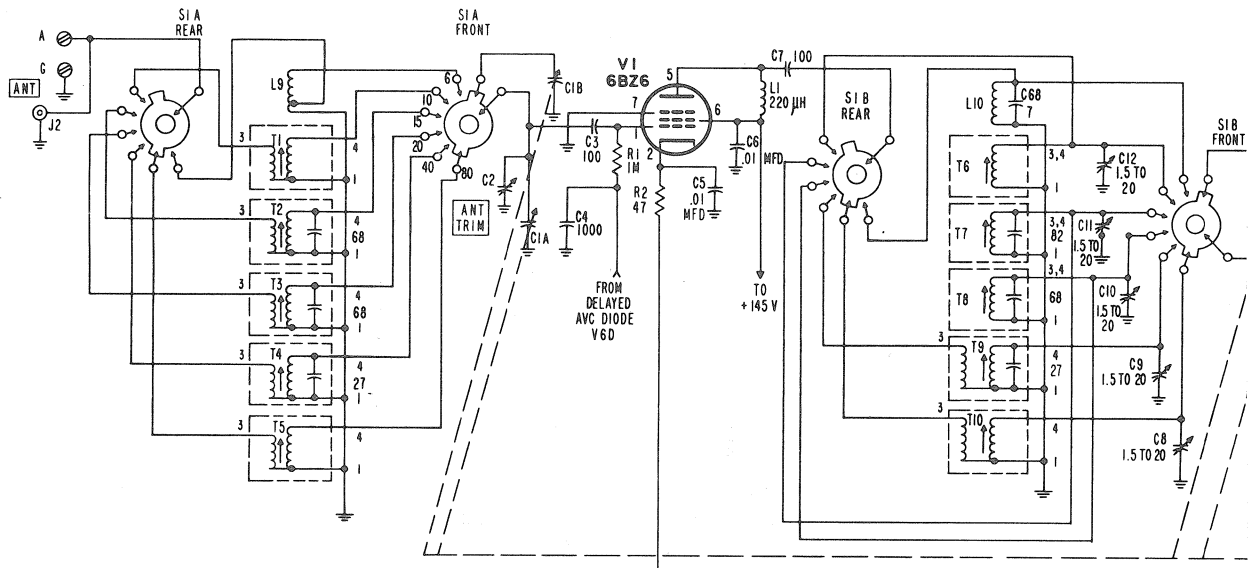 S1A
REAR
S1A
FRONT
A
G
ANT
J2
L9
6
10
15
20
40
80
C1B
V1
6BZ6
5
7
1
2
6
C7 100
L1
220 µH
C3
100
R1
1M
C6
.01 MFD
C2
ANT
TRIM
C1A
C4
1000
R2
47
C5
.01
MFD
FROM
DELAYED
AVC DIODE
V6D
TO
+145 V
S1B
REAR
S1B
FRONT
L10
C68
7
3
T1
4
1
3
T2
4
68
1
3
T3
4
68
1
3
T4
4
27
1
3
T5
4
1
T6
3,4
1
C12
1.5 TO
20
T7
3,4
82
1
C11
1.5 TO
20
T8
3,4
68
1
C10
1.5 TO
20
3
T9
4
27
1
C9
1.5 TO 20
3
T10
4
1
C8
1.5 TO 20